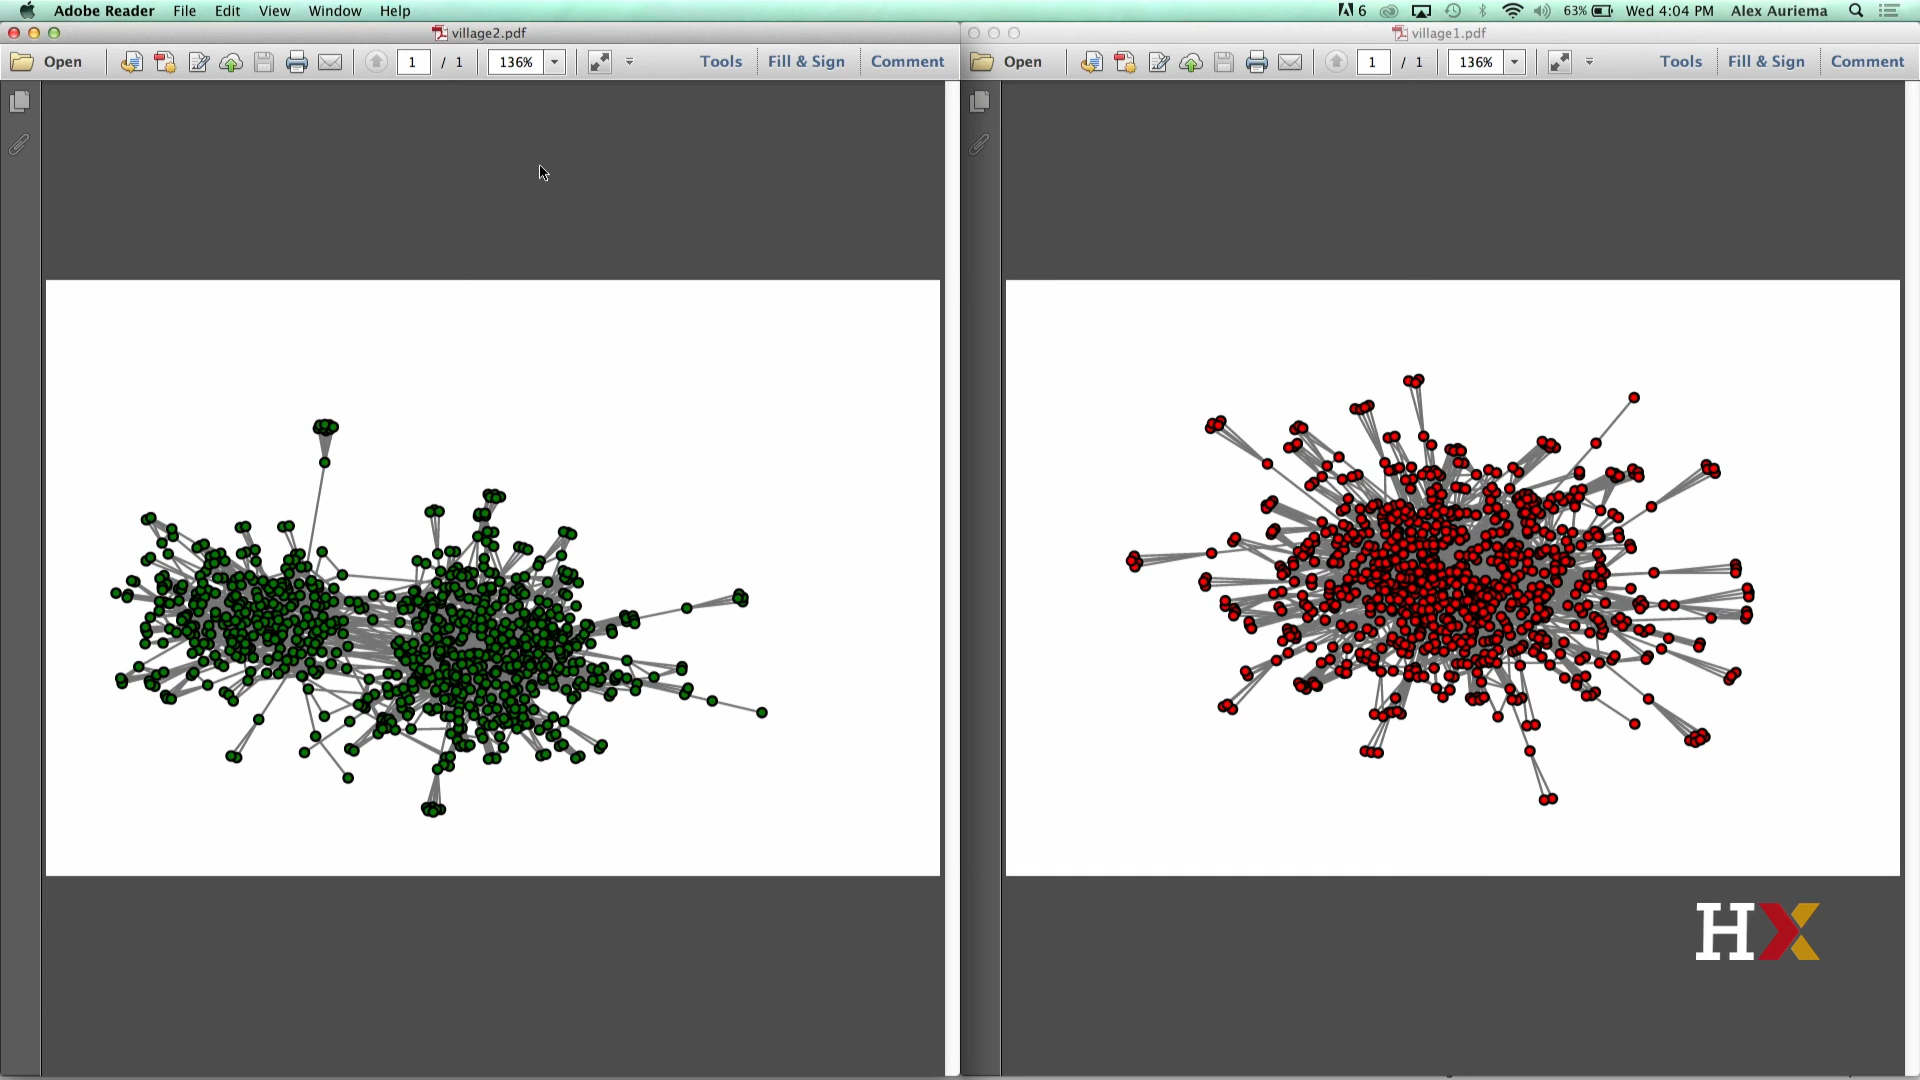 Adobe Reader File Edit View Window Help 6 63% Wed 4:04 PM Alex Auriema
village2.pdf
Open 1 / 1 136% Tools Fill & Sign Comment
village1.pdf
Open 1 / 1 136% Tools Fill & Sign Comment
HX